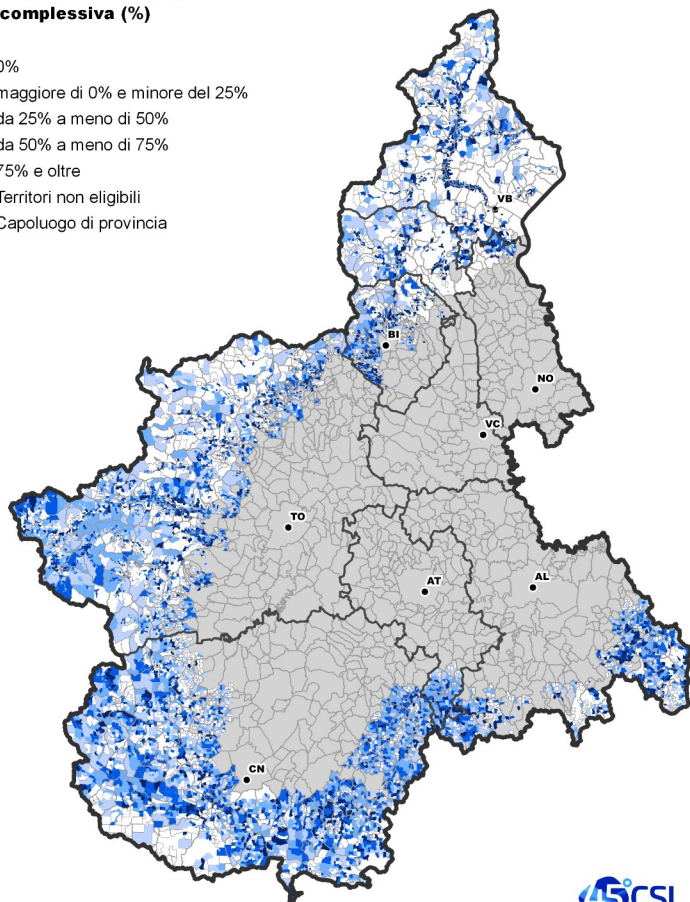 complessiva (%)
0%
maggiore di 0% e minore del 25%
da 25% a meno di 50%
da 50% a meno di 75%
75% e oltre
Territori non eligibili
Capoluogo di provincia
VB
BI
NO
VC
TO
AT
AL
CN
45° CSI